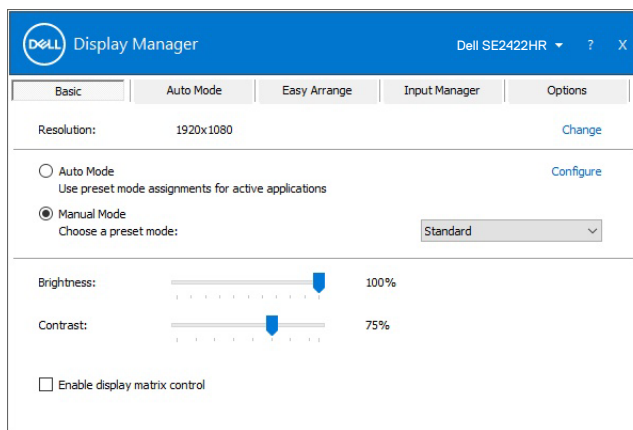 DELL Display Manager Dell SE2422HR ? X
Basic Auto Mode Easy Arrange Input Manager Options
Resolution: 1920x1080 Change
Auto Mode Configure
Use preset mode assignments for active applications
Manual Mode
Choose a preset mode: Standard
Brightness: 100%
Contrast: 75%
Enable display matrix control